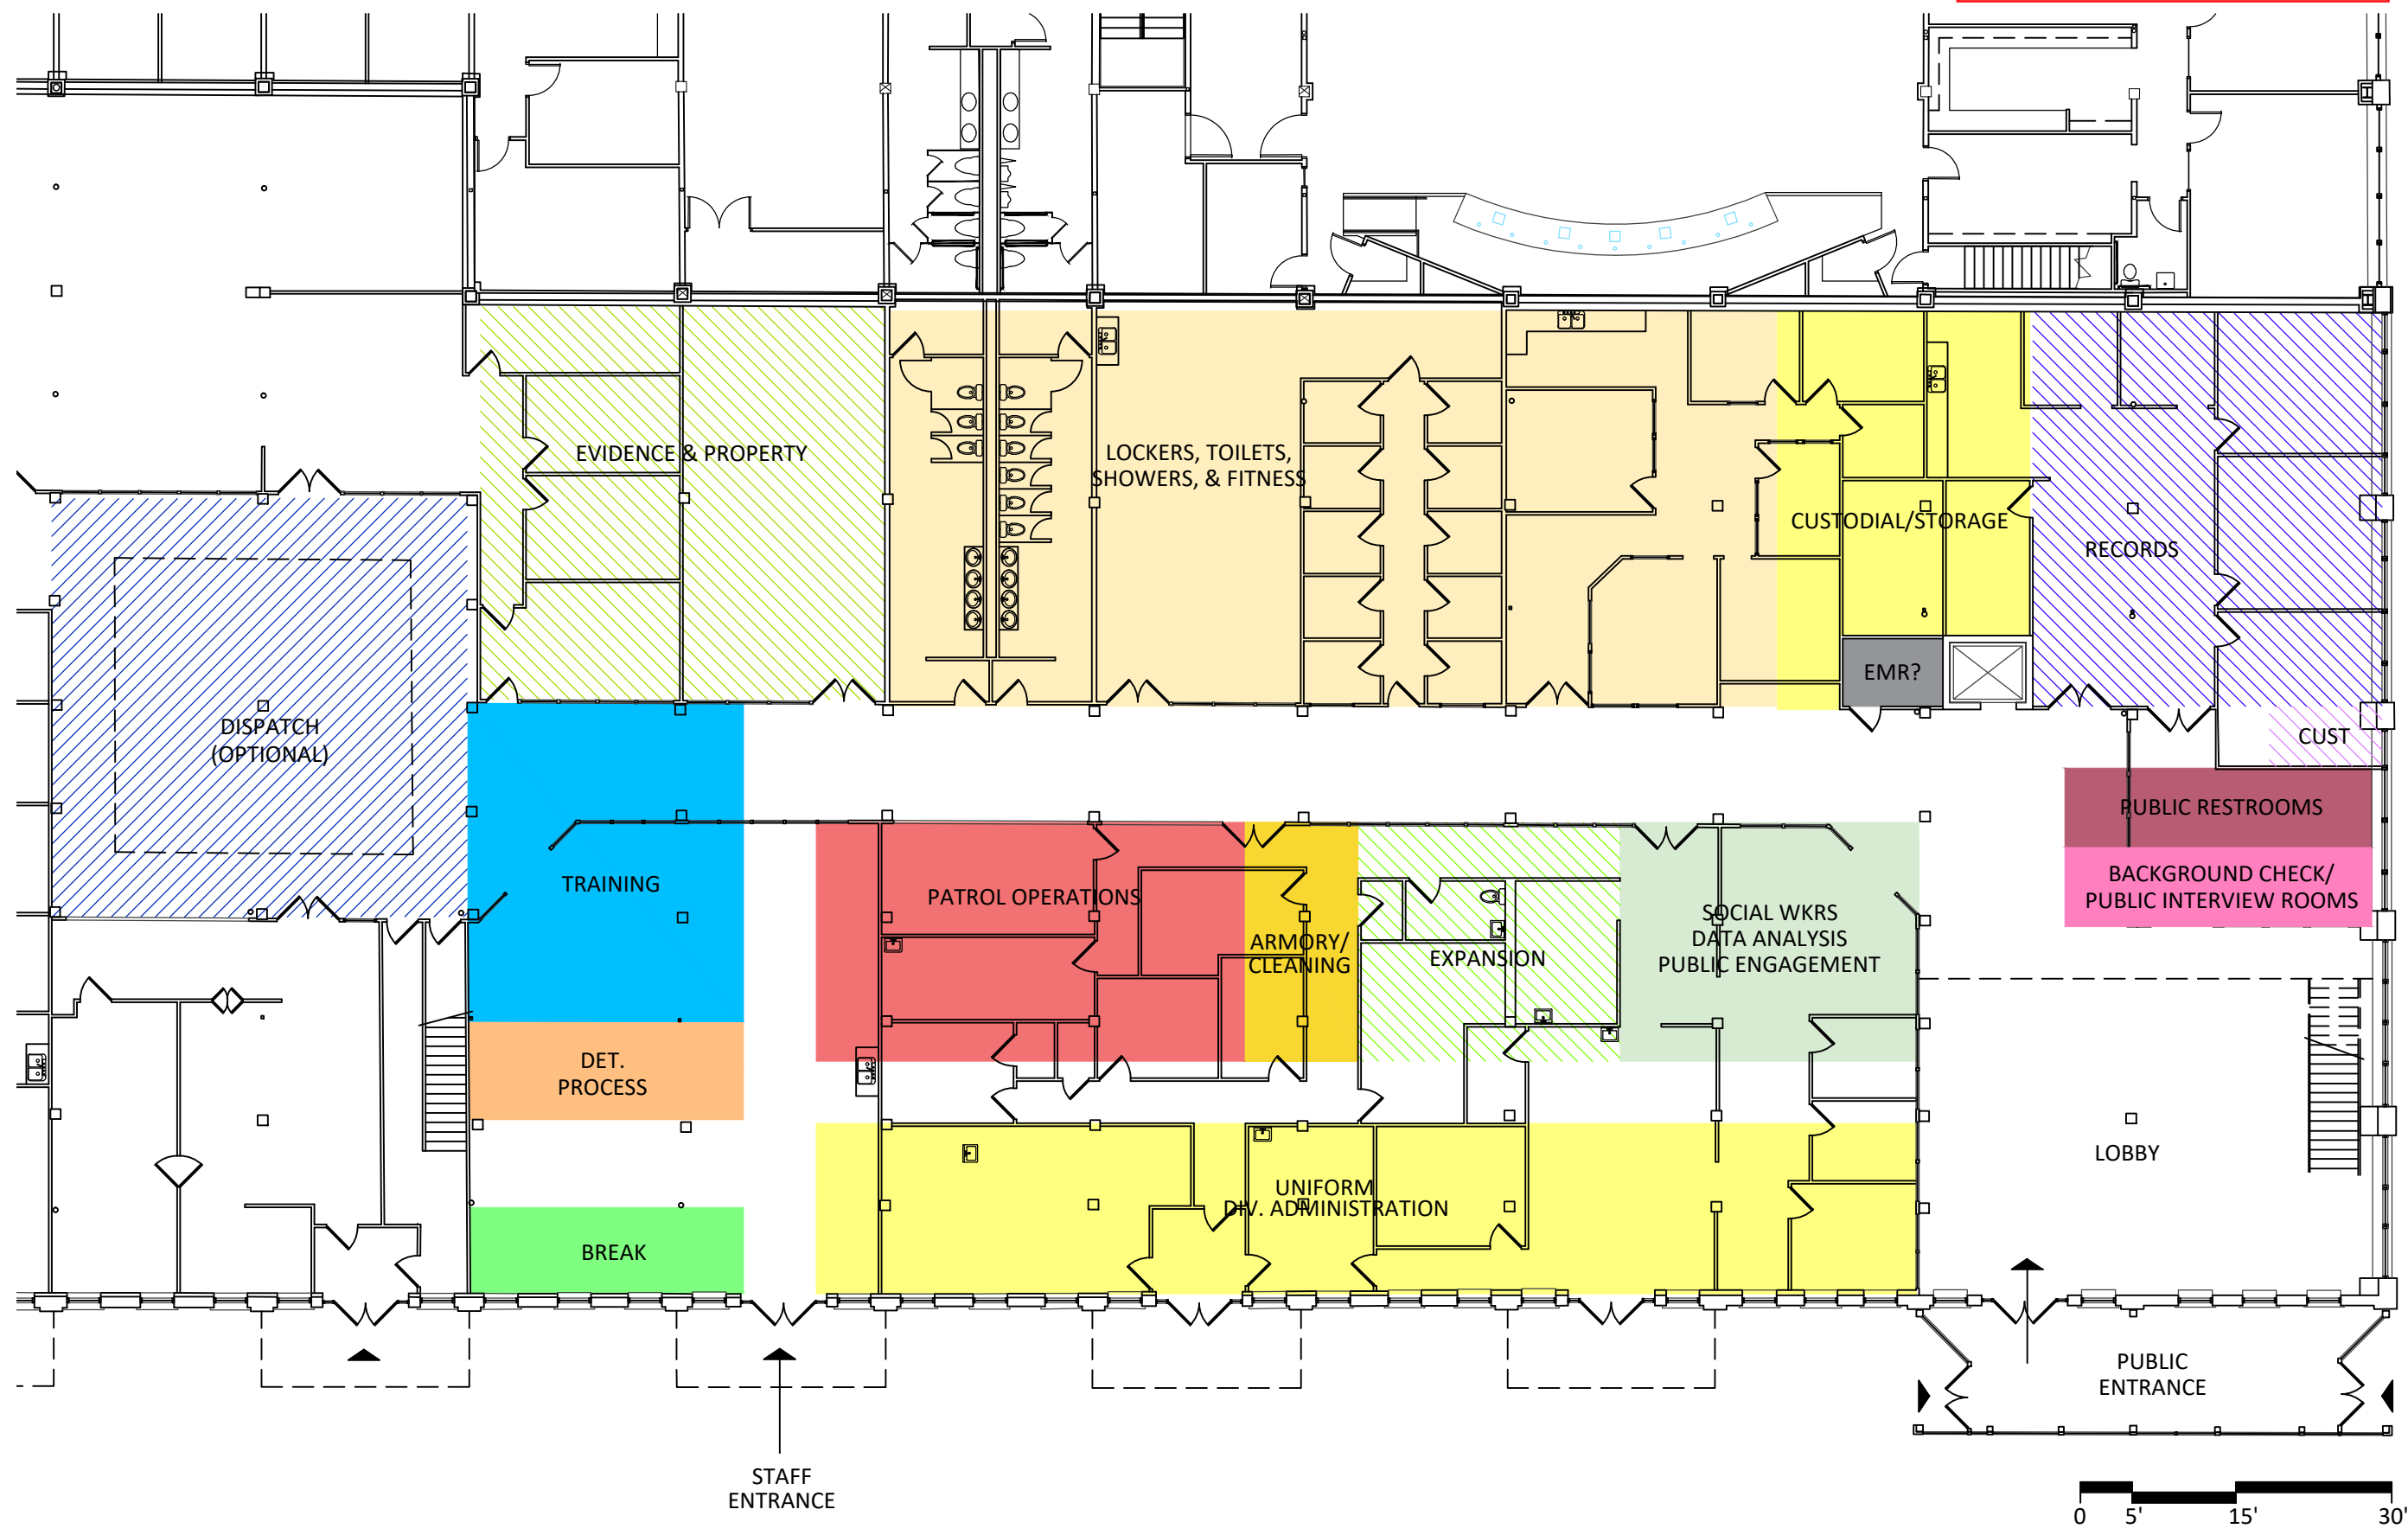 EVIDENCE & PROPERTY
LOCKERS, TOILETS,
SHOWERS, & FITNESS
CUSTODIAL/STORAGE
RECORDS
EMR?
DISPATCH
(OPTIONAL)
CUST
PUBLIC RESTROOMS
TRAINING
PATROL OPERATIONS
ARMORY/
CLEANING
EXPANSION
SOCIAL WKRS
DATA ANALYSIS
PUBLIC ENGAGEMENT
BACKGROUND CHECK/
PUBLIC INTERVIEW ROOMS
DET.
PROCESS
LOBBY
UNIFORM
DIV. ADMINISTRATION
BREAK
PUBLIC
ENTRANCE
STAFF
ENTRANCE
0 5' 15' 30'